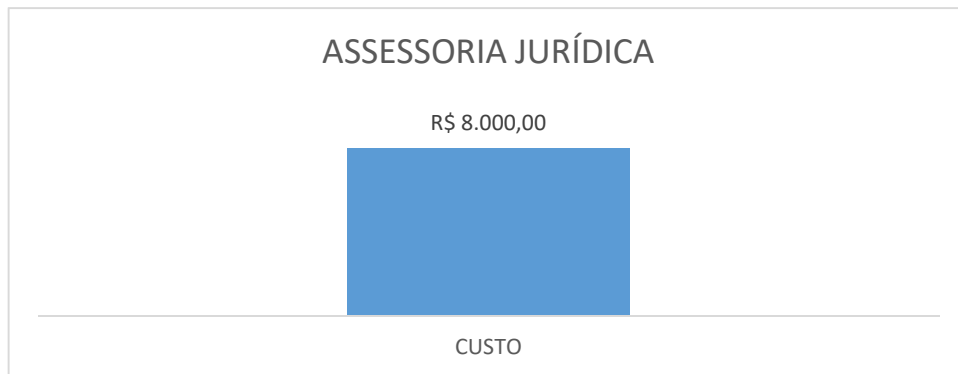 ASSESSORIA JURÍDICA
R$ 8.000,00
CUSTO